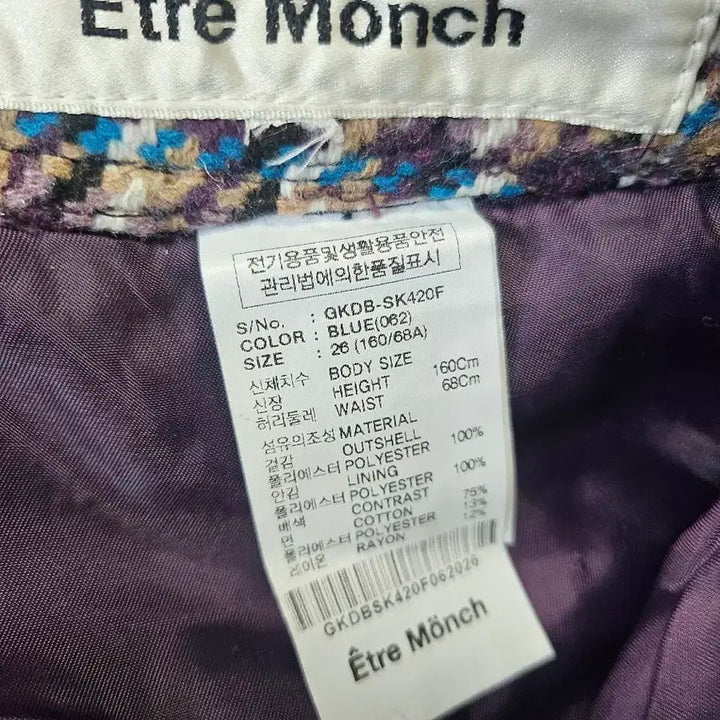 Être Mönch
전기용품및생활용품안전
관리법에의한품질표시
S/No. : GKDB-SK420F
COLOR : BLUE(062)
SIZE : 26 (160/68A)
신체치수 BODY SIZE
신장 HEIGHT 160Cm
허리둘레 WAIST 68Cm
섬유의조성 MATERIAL
겉감 OUTSHELL
폴리에스터 POLYESTER 100%
안감 LINING
폴리에스터 POLYESTER 100%
배색 CONTRAST
면 COTTON 75%
폴리에스터 POLYESTER 13%
레이온 RAYON 12%
GKDBSK420F062026
Être Mönch